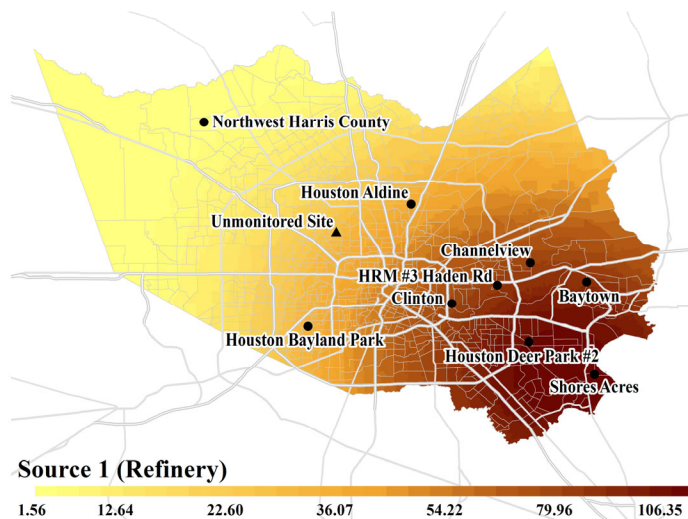 Northwest Harris County
Houston Aldine
Unmonitored Site
Channelview
HRM #3 Haden Rd
Clinton
Baytown
Houston Bayland Park
Houston Deer Park #2
Shores Acres
Source 1 (Refinery)
1.56 12.64 22.60 36.07 54.22 79.96 106.35